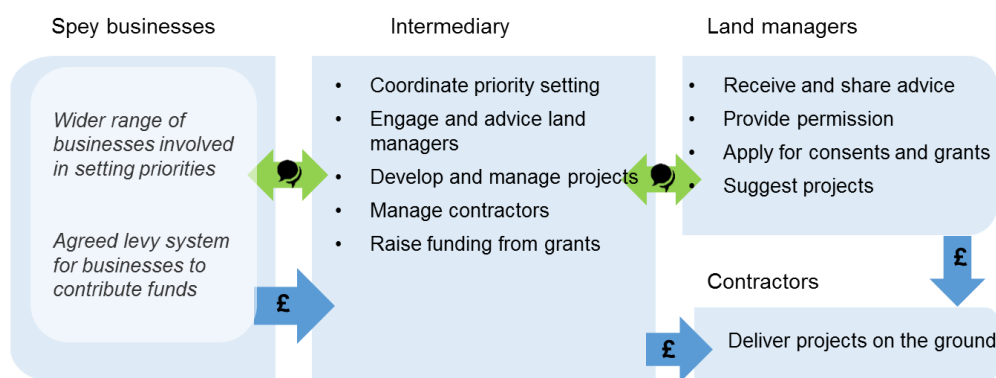 Spey businesses
Wider range of
businesses involved
in setting priorities
Agreed levy system
for businesses to
contribute funds
£
Intermediary
• Coordinate priority setting
• Engage and advice land
managers
• Develop and manage projects
• Manage contractors
• Raise funding from grants
£
Land managers
• Receive and share advice
• Provide permission
• Apply for consents and grants
• Suggest projects
£
Contractors
Deliver projects on the ground